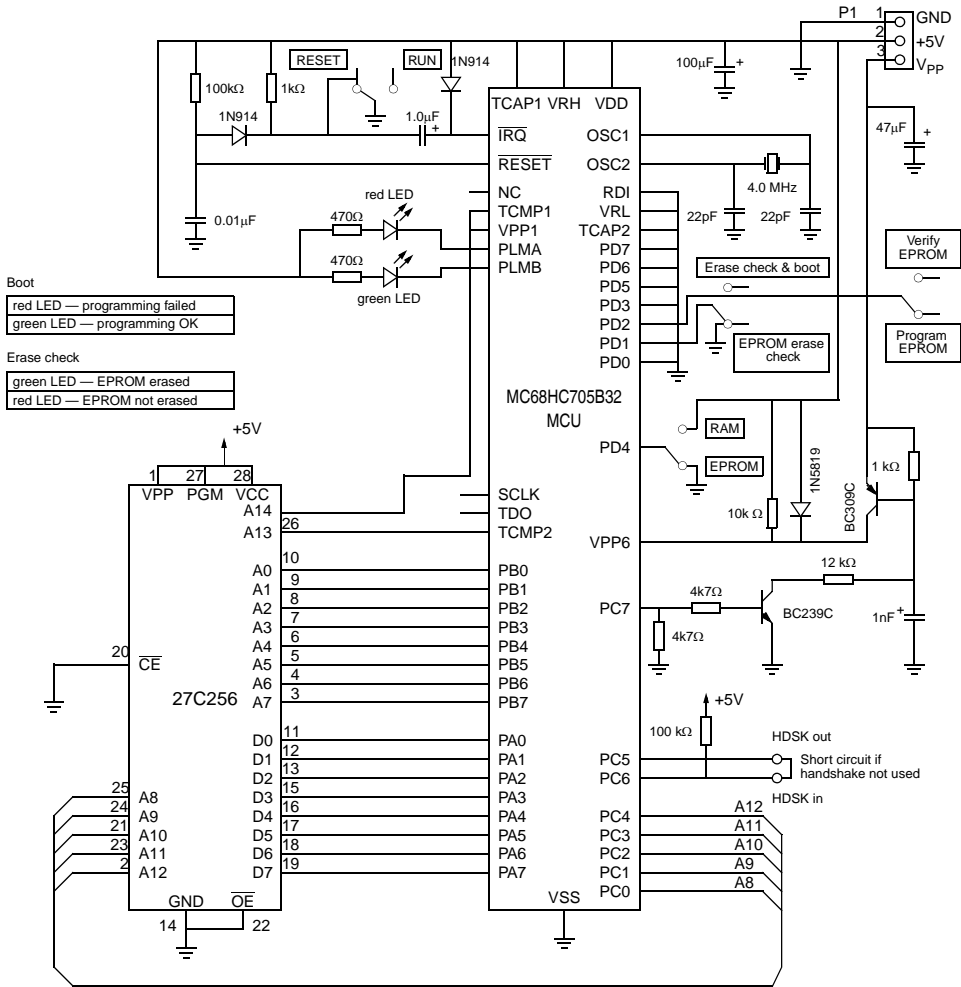 P1
1
GND
2
+5V
3
VPP
RESET
RUN
1N914
100µF
+
100kΩ
1kΩ
1N914
1.0µF
+
47µF
+
TCAP1
VRH
VDD
IRQ
OSC1
RESET
OSC2
4.0 MHz
NC
RDI
red LED
TCMP1
VRL
22pF
22pF
0.01µF
470Ω
VPP1
TCAP2
PLMA
PD7
470Ω
PLMB
PD6
green LED
PD5
PD3
PD2
PD1
PD0
Erase check & boot
EPROM erase
check
Verify
EPROM
Program
EPROM
Boot
red LED — programming failed
green LED — programming OK
Erase check
green LED — EPROM erased
red LED — EPROM not erased
MC68HC705B32
MCU
+5V
PD4
RAM
EPROM
1N5819
10k Ω
1 kΩ
BC309C
1
27
28
VPP
PGM
VCC
A14
A13
26
SCLK
TDO
TCMP2
VPP6
A0
10
PB0
A1
9
PB1
A2
8
PB2
A3
7
PB3
A4
6
PB4
A5
5
PB5
A6
4
PB6
A7
3
PB7
12 kΩ
PC7
4k7Ω
4k7Ω
BC239C
1nF
+
20
CE
27C256
D0
11
PA0
D1
12
PA1
D2
13
PA2
D3
15
PA3
D4
16
PA4
D5
17
PA5
D6
18
PA6
D7
19
PA7
+5V
100 kΩ
HDSK out
PC5
PC6
Short circuit if
handshake not used
HDSK in
25
A8
24
A9
21
A10
23
A11
2
A12
PC4
A12
PC3
A11
PC2
A10
PC1
A9
PC0
A8
GND
OE
14
22
VSS